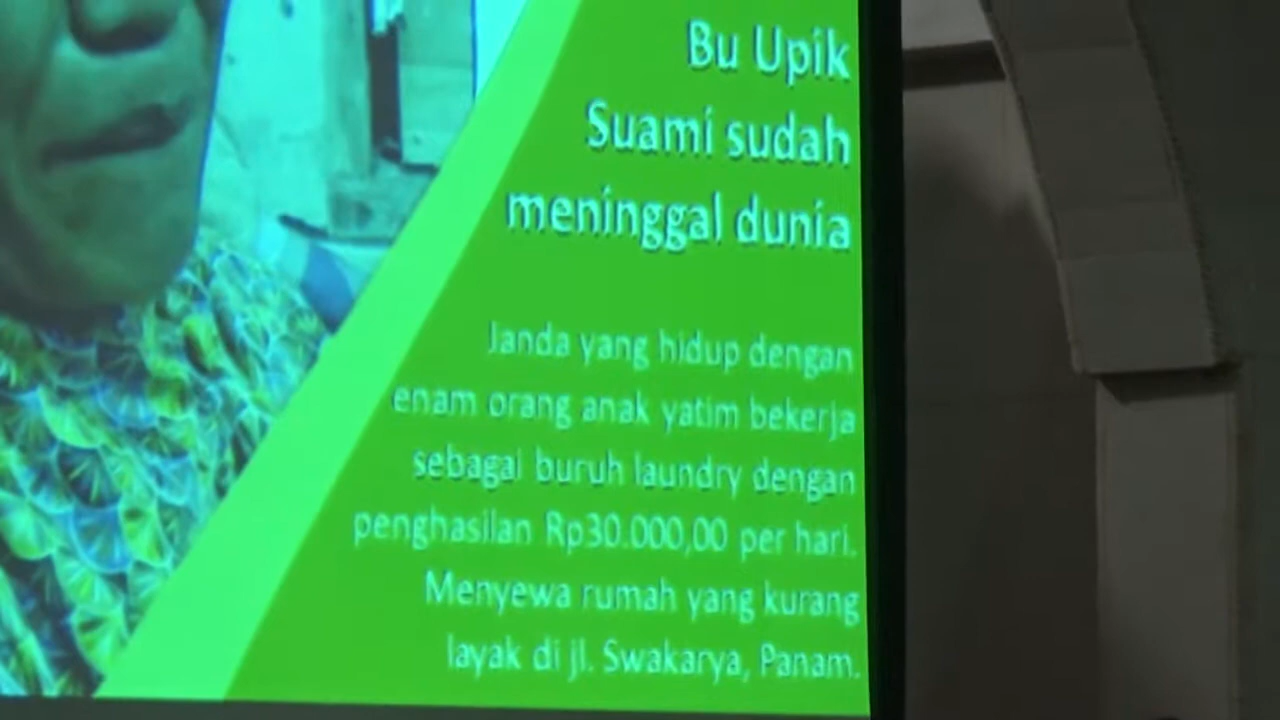 Bu Upik
Suami sudah
meninggal dunia
Janda yang hidup dengan
enam orang anak yatim bekerja
sebagai buruh laundry dengan
penghasilan Rp30.000,00 per hari.
Menyewa rumah yang kurang
layak di jl. Swakarya, Panam.